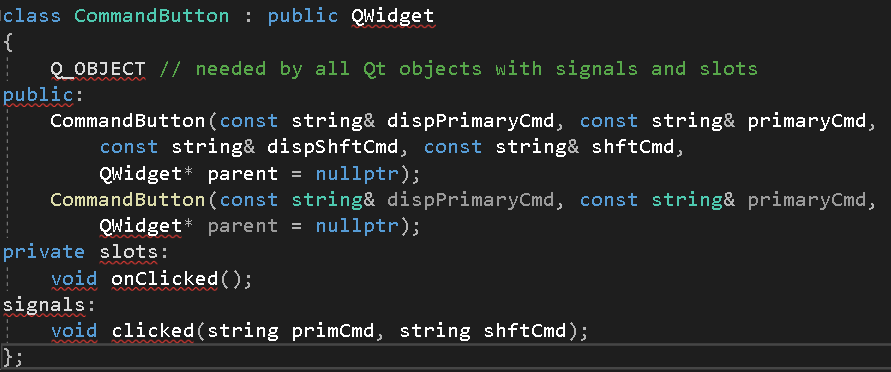 class CommandButton : public QWidget
{
    Q_OBJECT // needed by all Qt objects with signals and slots
public:
    CommandButton(const string& dispPrimaryCmd, const string& primaryCmd,
        const string& dispShftCmd, const string& shftCmd,
        QWidget* parent = nullptr);
    CommandButton(const string& dispPrimaryCmd, const string& primaryCmd,
        QWidget* parent = nullptr);
private slots:
    void onClicked();
signals:
    void clicked(string primCmd, string shftCmd);
};